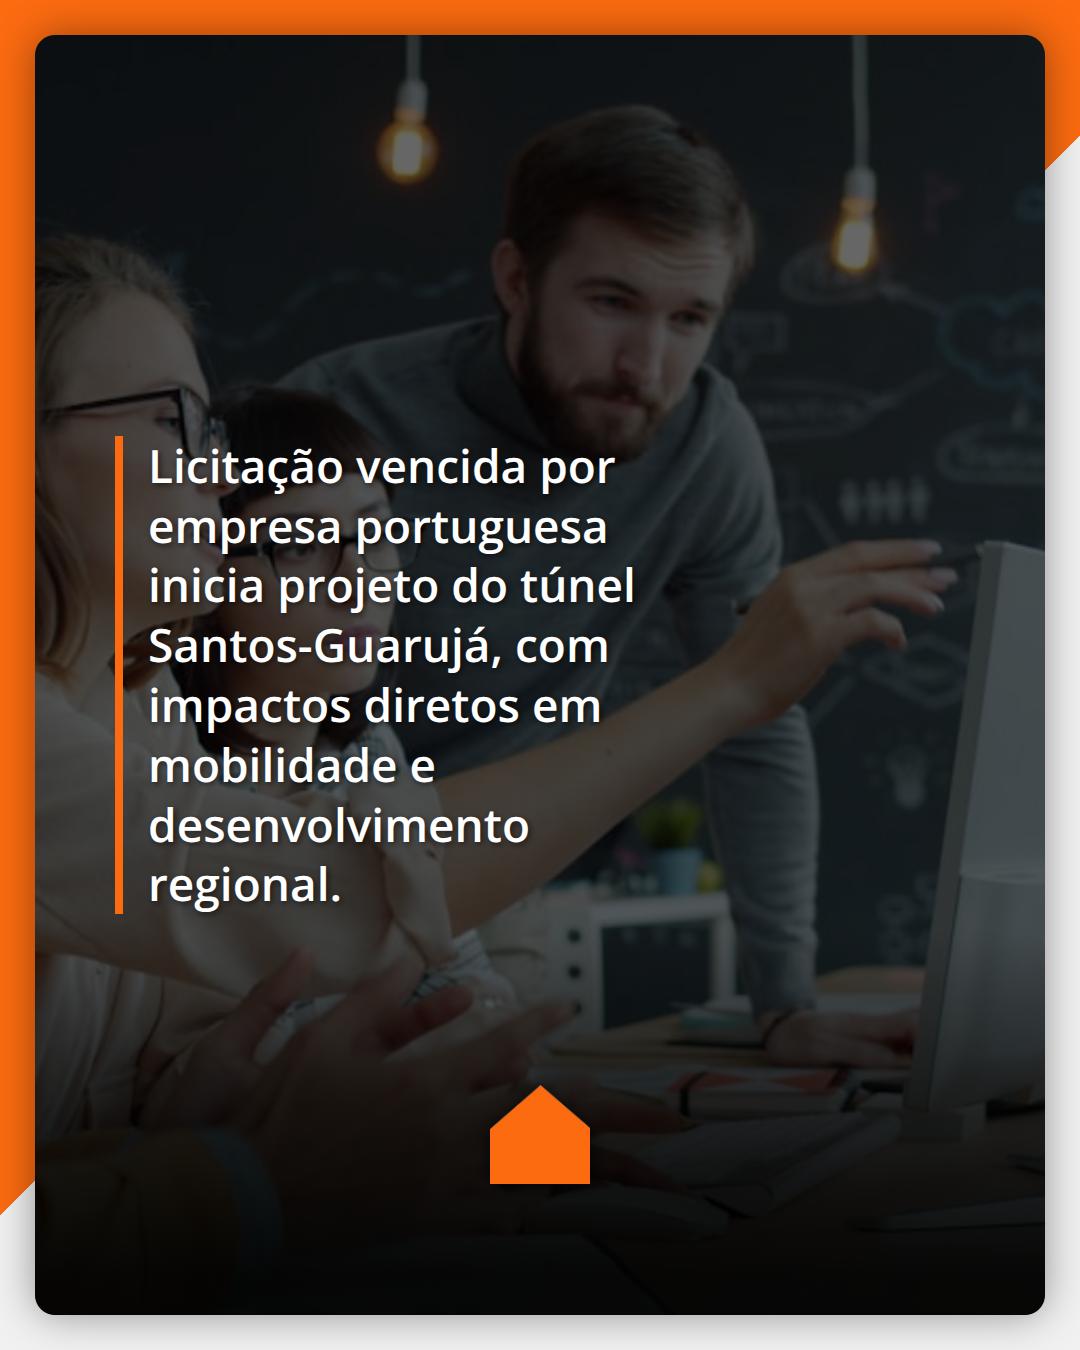 Licitação vencida por
empresa portuguesa
inicia projeto do túnel
Santos-Guarujá, com
impactos diretos em
mobilidade e
desenvolvimento
regional.